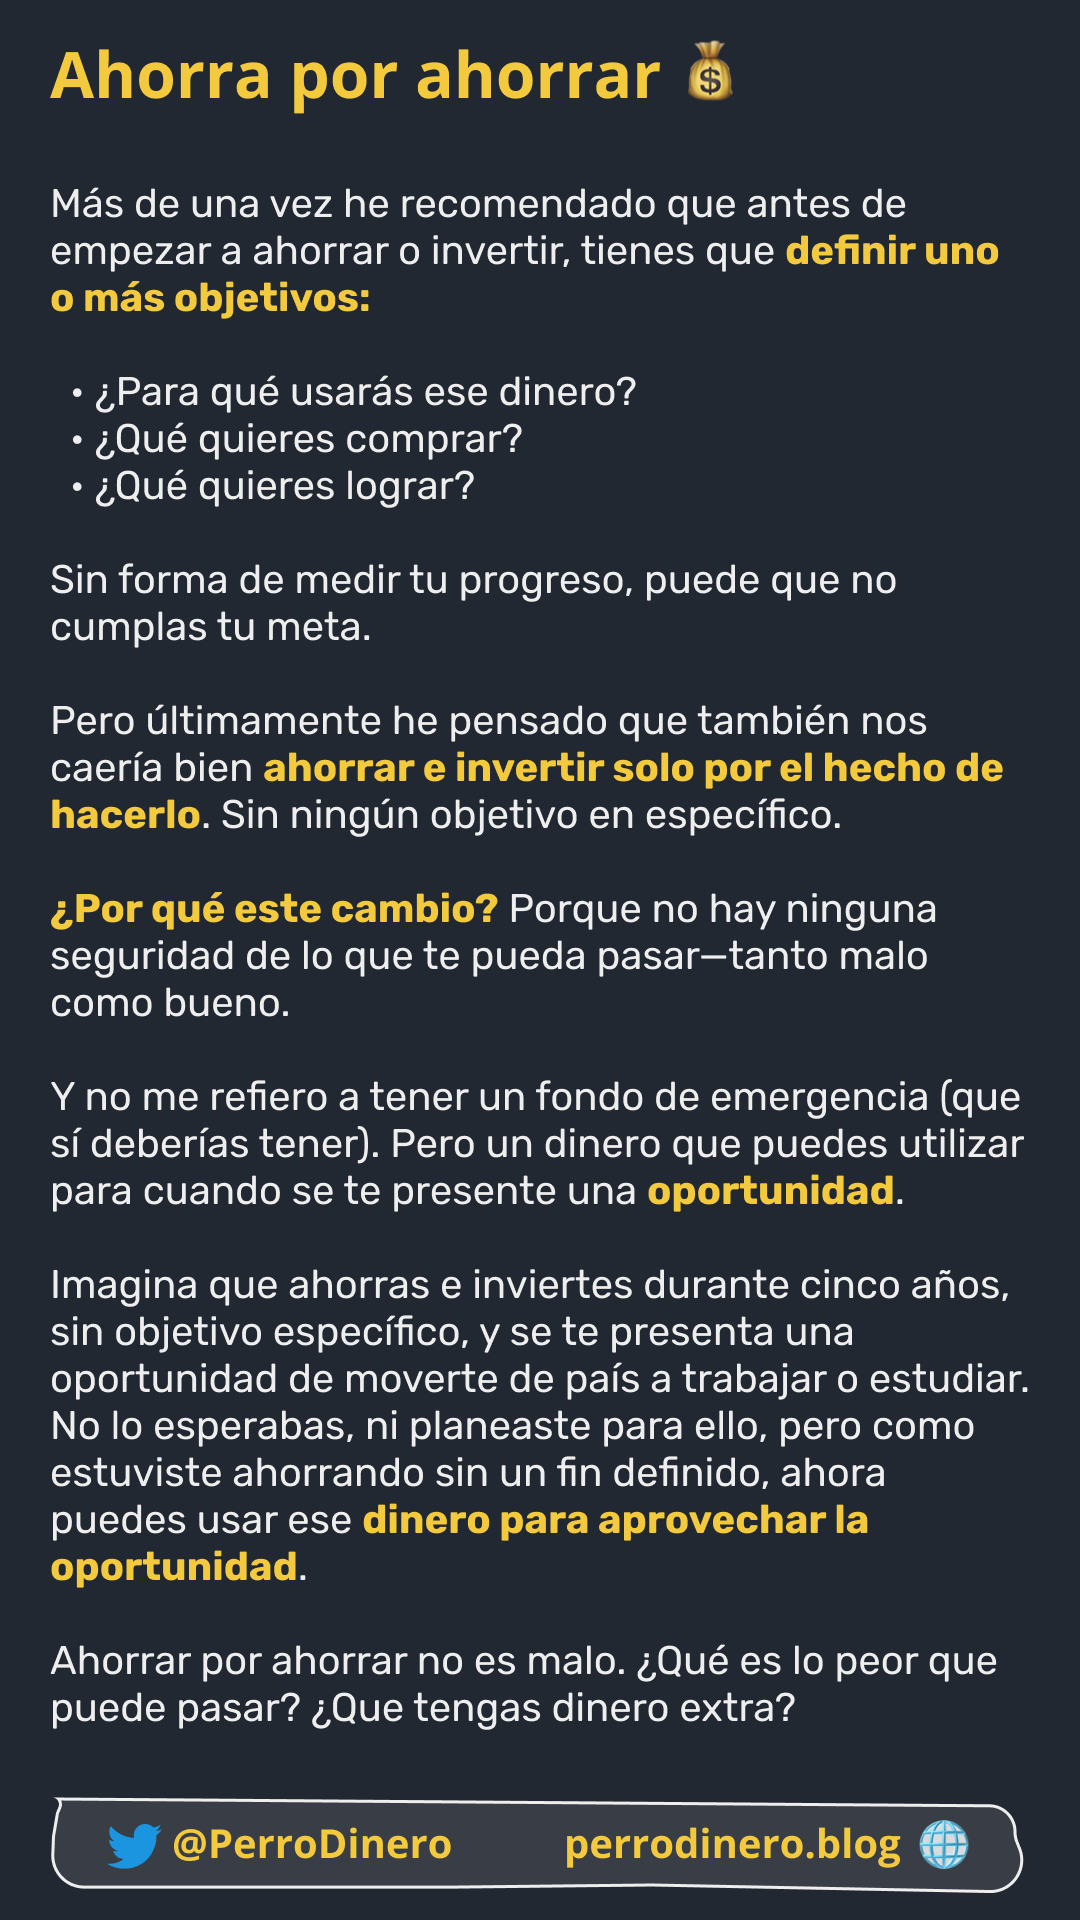 Ahorra por ahorrar 💰
Más de una vez he recomendado que antes de
empezar a ahorrar o invertir, tienes que definir uno
o más objetivos:
• ¿Para qué usarás ese dinero?
• ¿Qué quieres comprar?
• ¿Qué quieres lograr?
Sin forma de medir tu progreso, puede que no
cumplas tu meta.
Pero últimamente he pensado que también nos
caería bien ahorrar e invertir solo por el hecho de
hacerlo. Sin ningún objetivo en específico.
¿Por qué este cambio? Porque no hay ninguna
seguridad de lo que te pueda pasar—tanto malo
como bueno.
Y no me refiero a tener un fondo de emergencia (que
sí deberías tener). Pero un dinero que puedes utilizar
para cuando se te presente una oportunidad.
Imagina que ahorras e inviertes durante cinco años,
sin objetivo específico, y se te presenta una
oportunidad de moverte de país a trabajar o estudiar.
No lo esperabas, ni planeaste para ello, pero como
estuviste ahorrando sin un fin definido, ahora
puedes usar ese dinero para aprovechar la
oportunidad.
Ahorrar por ahorrar no es malo. ¿Qué es lo peor que
puede pasar? ¿Que tengas dinero extra?
@PerroDinero perrodinero.blog